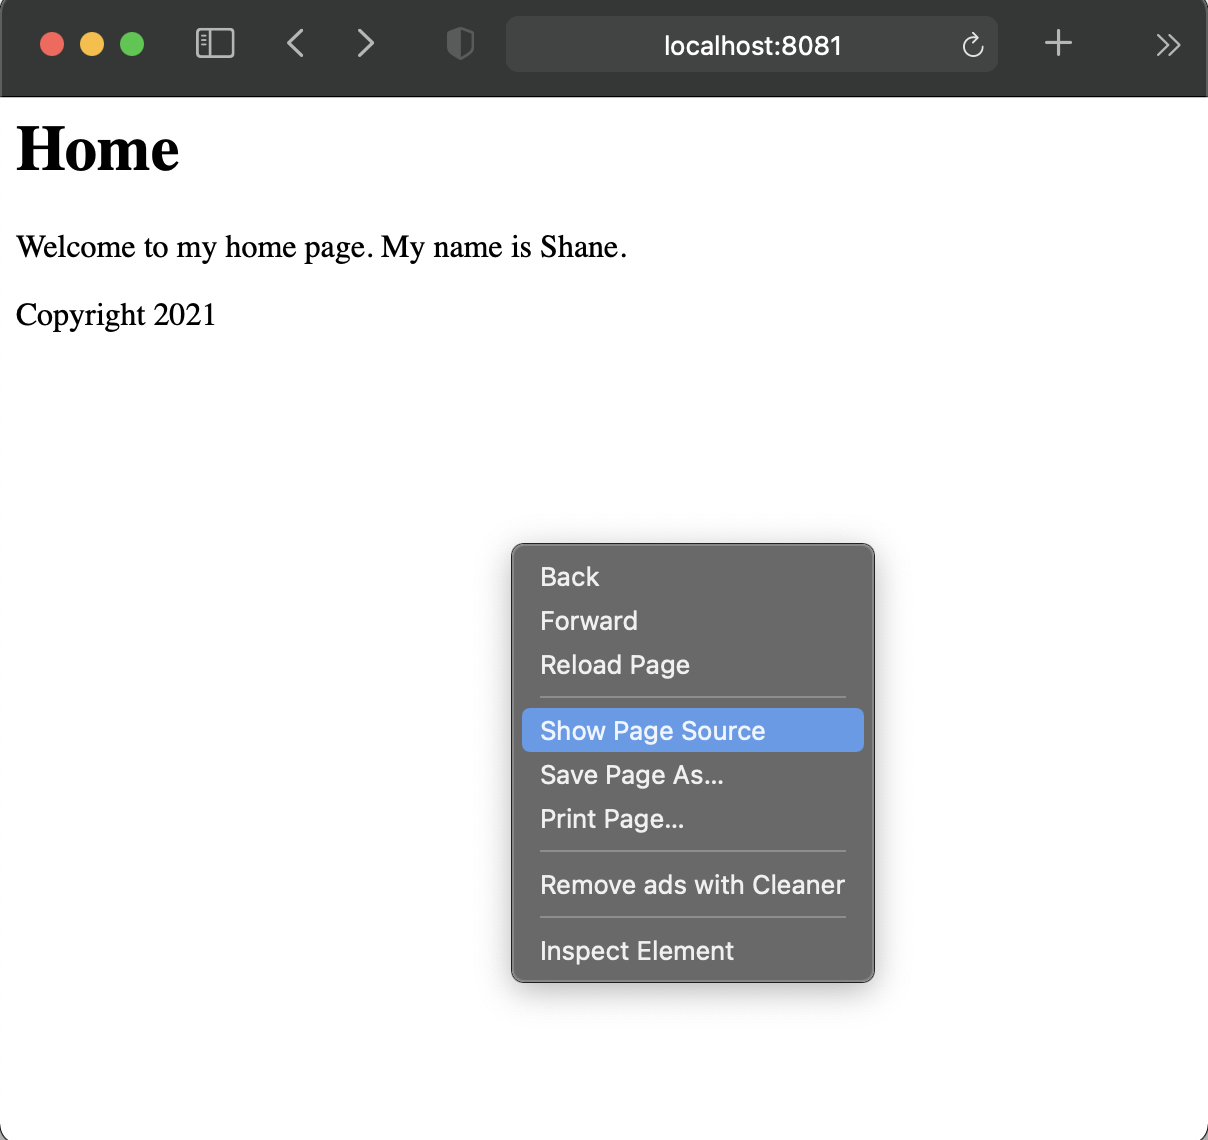 localhost:8081
Home
Welcome to my home page. My name is Shane.
Copyright 2021
Back
Forward
Reload Page
Show Page Source
Save Page As...
Print Page...
Remove ads with Cleaner
Inspect Element